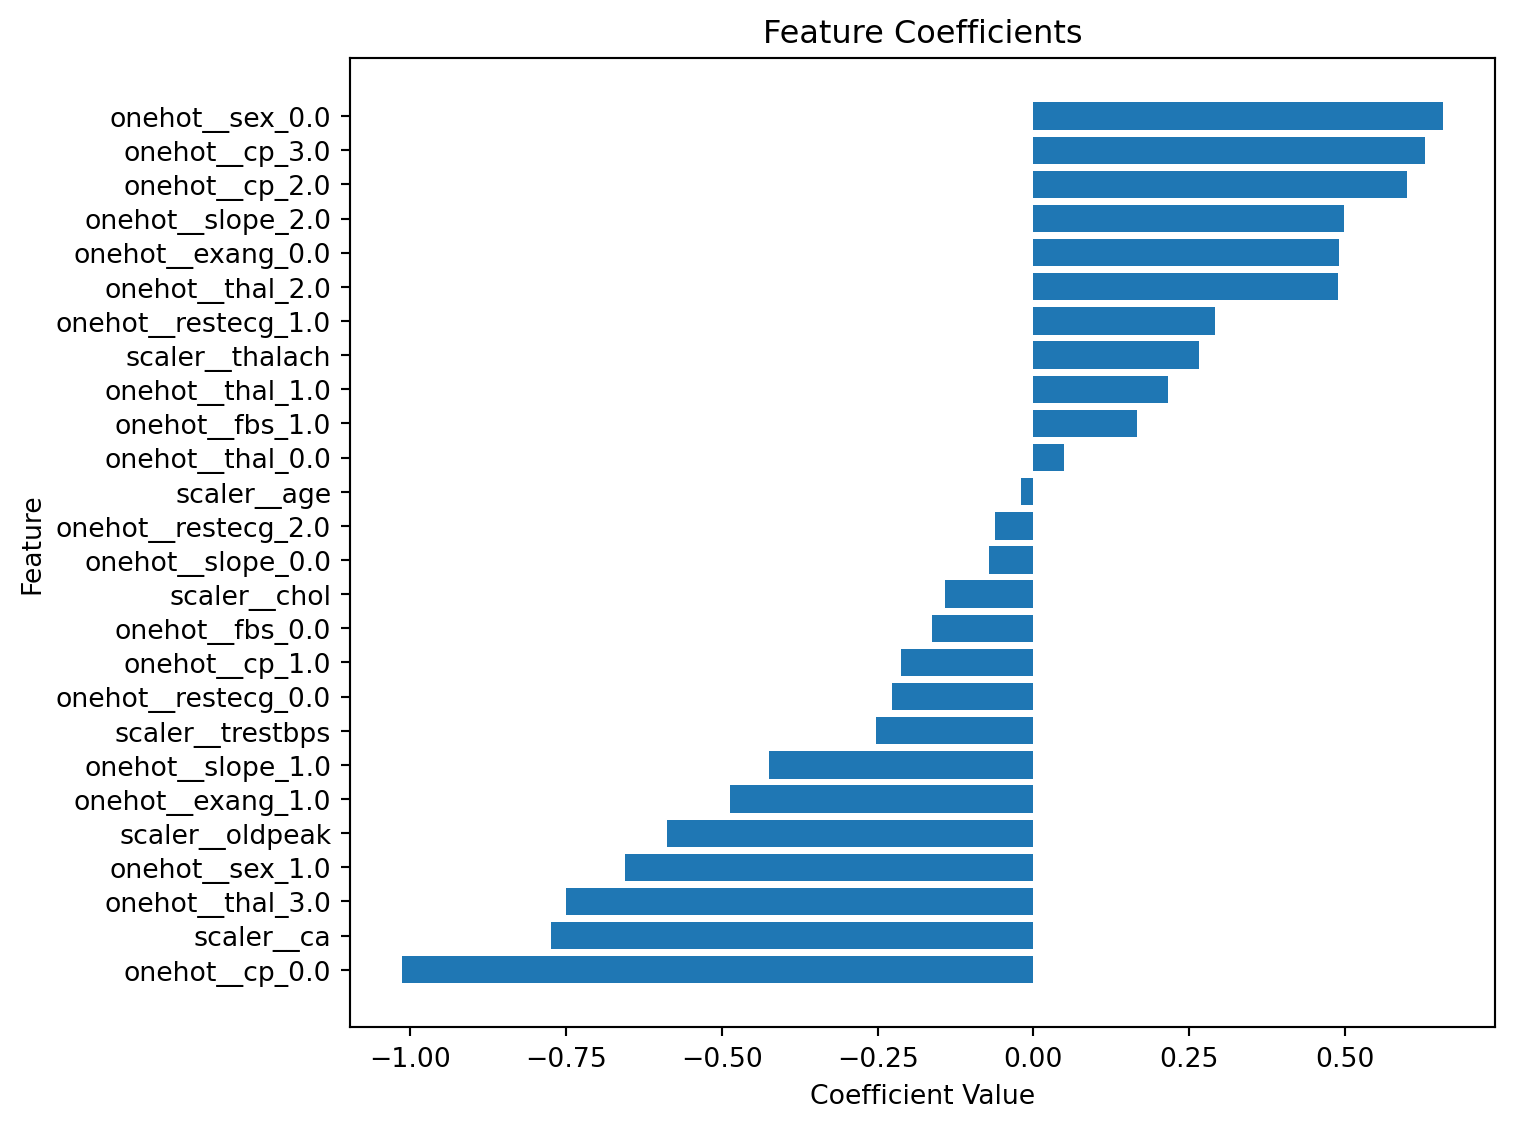 Feature Coefficients
onehot__sex_0.0
onehot__cp_3.0
onehot__cp_2.0
onehot__slope_2.0
onehot__exang_0.0
onehot__thal_2.0
onehot__restecg_1.0
scaler__thalach
onehot__thal_1.0
onehot__fbs_1.0
onehot__thal_0.0
scaler__age
onehot__restecg_2.0
onehot__slope_0.0
scaler__chol
onehot__fbs_0.0
onehot__cp_1.0
onehot__restecg_0.0
scaler__trestbps
onehot__slope_1.0
onehot__exang_1.0
scaler__oldpeak
onehot__sex_1.0
onehot__thal_3.0
scaler__ca
onehot__cp_0.0
Feature
−1.00 −0.75 −0.50 −0.25 0.00 0.25 0.50
Coefficient Value